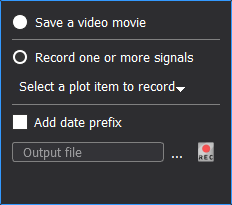 Save a video movie
Record one or more signals
Select a plot item to record
Add date prefix
Output file ...
REC